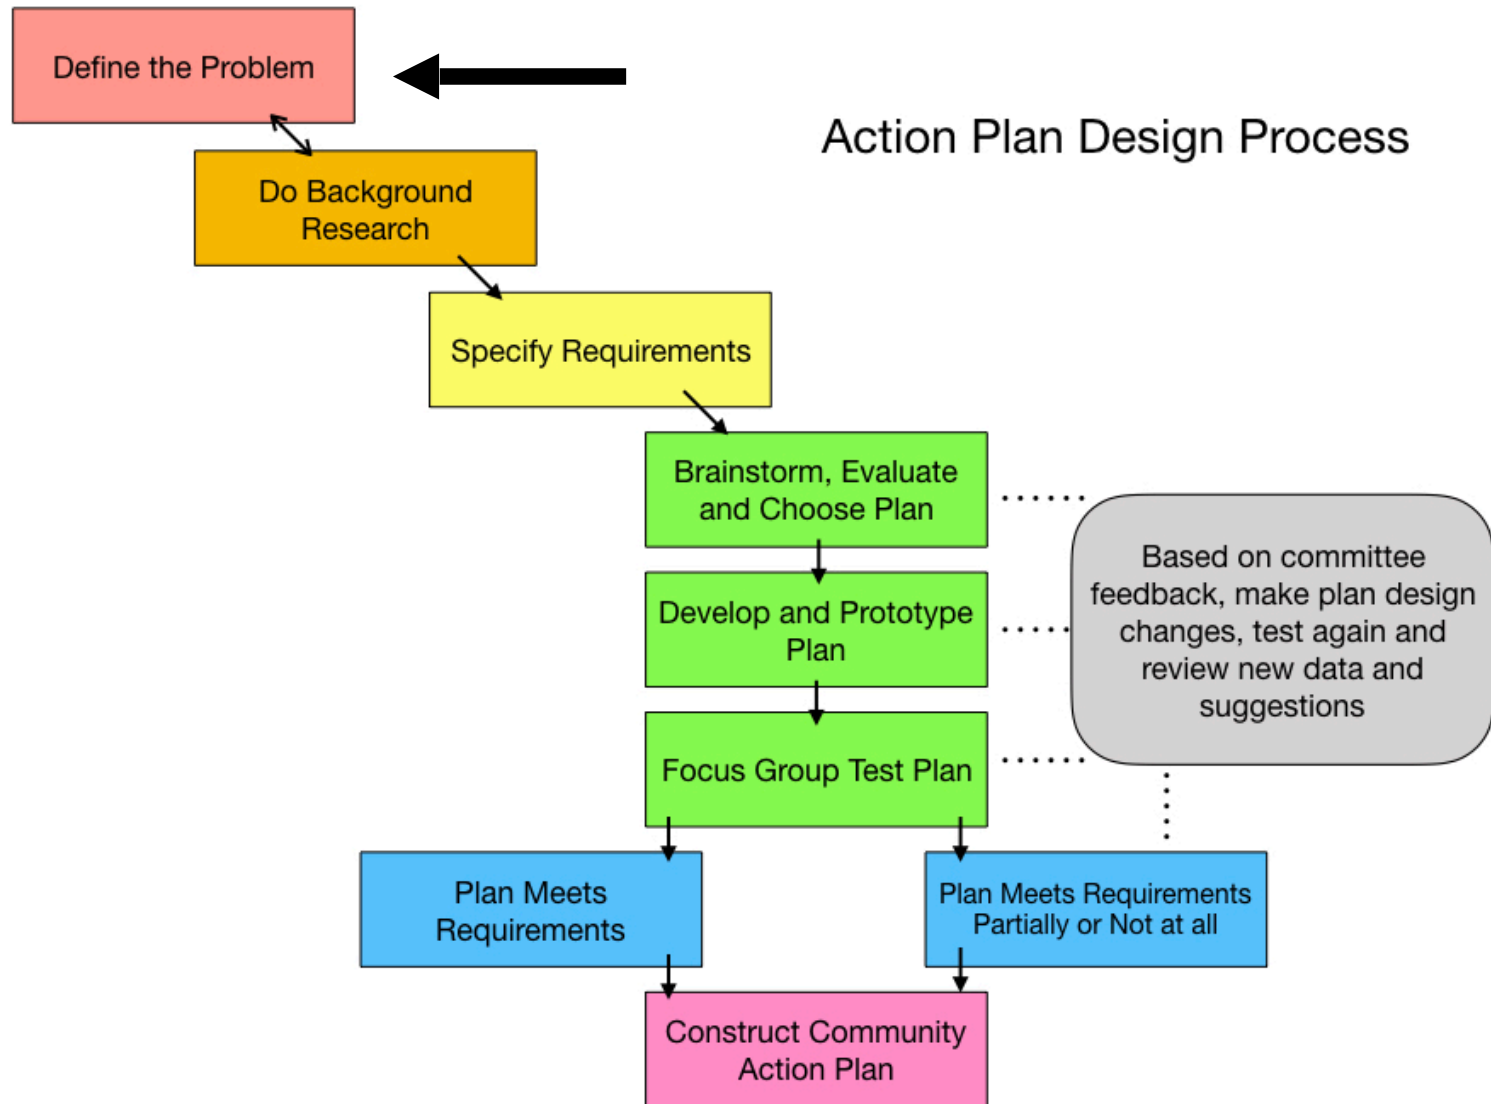 Define the Problem
Action Plan Design Process
Do Background
Research
Specify Requirements
Brainstorm, Evaluate
and Choose Plan
Based on committee
feedback, make plan design
changes, test again and
review new data and
suggestions
Develop and Prototype
Plan
Focus Group Test Plan
Plan Meets
Requirements
Plan Meets Requirements
Partially or Not at all
Construct Community
Action Plan